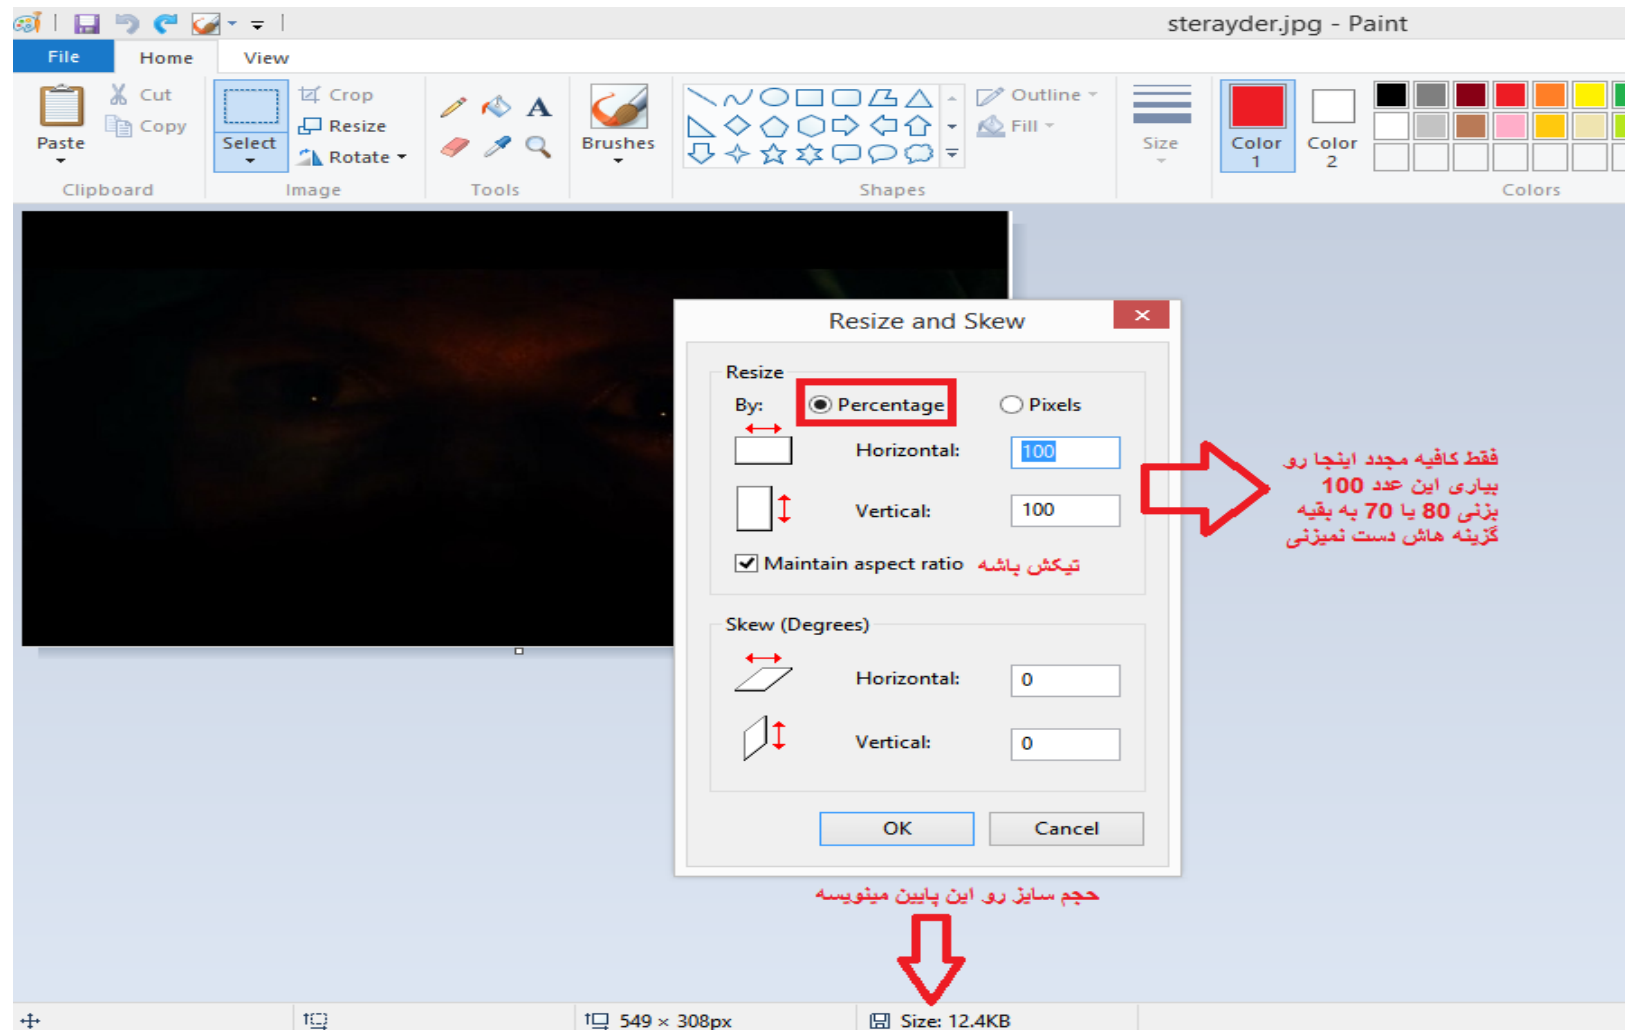 sterayder.jpg - Paint
File Home View
Paste
Cut
Copy
Clipboard
Select
Crop
Resize
Rotate
Image
A
Tools
Brushes
Outline
Fill
Shapes
Size
Color 1
Color 2
Colors
Resize and Skew
Resize
By: Percentage Pixels
Horizontal: 100
Vertical: 100
Maintain aspect ratio تیکش باشه
فقط کافیه مجدد اینجا رو
بیاری این عدد 100
بزنی 80 یا 70 به بقیه
گزینه هاش دست نمیزنی
Skew (Degrees)
Horizontal: 0
Vertical: 0
OK Cancel
حجم سایز رو این پایین مینویسه
549 × 308px Size: 12.4KB